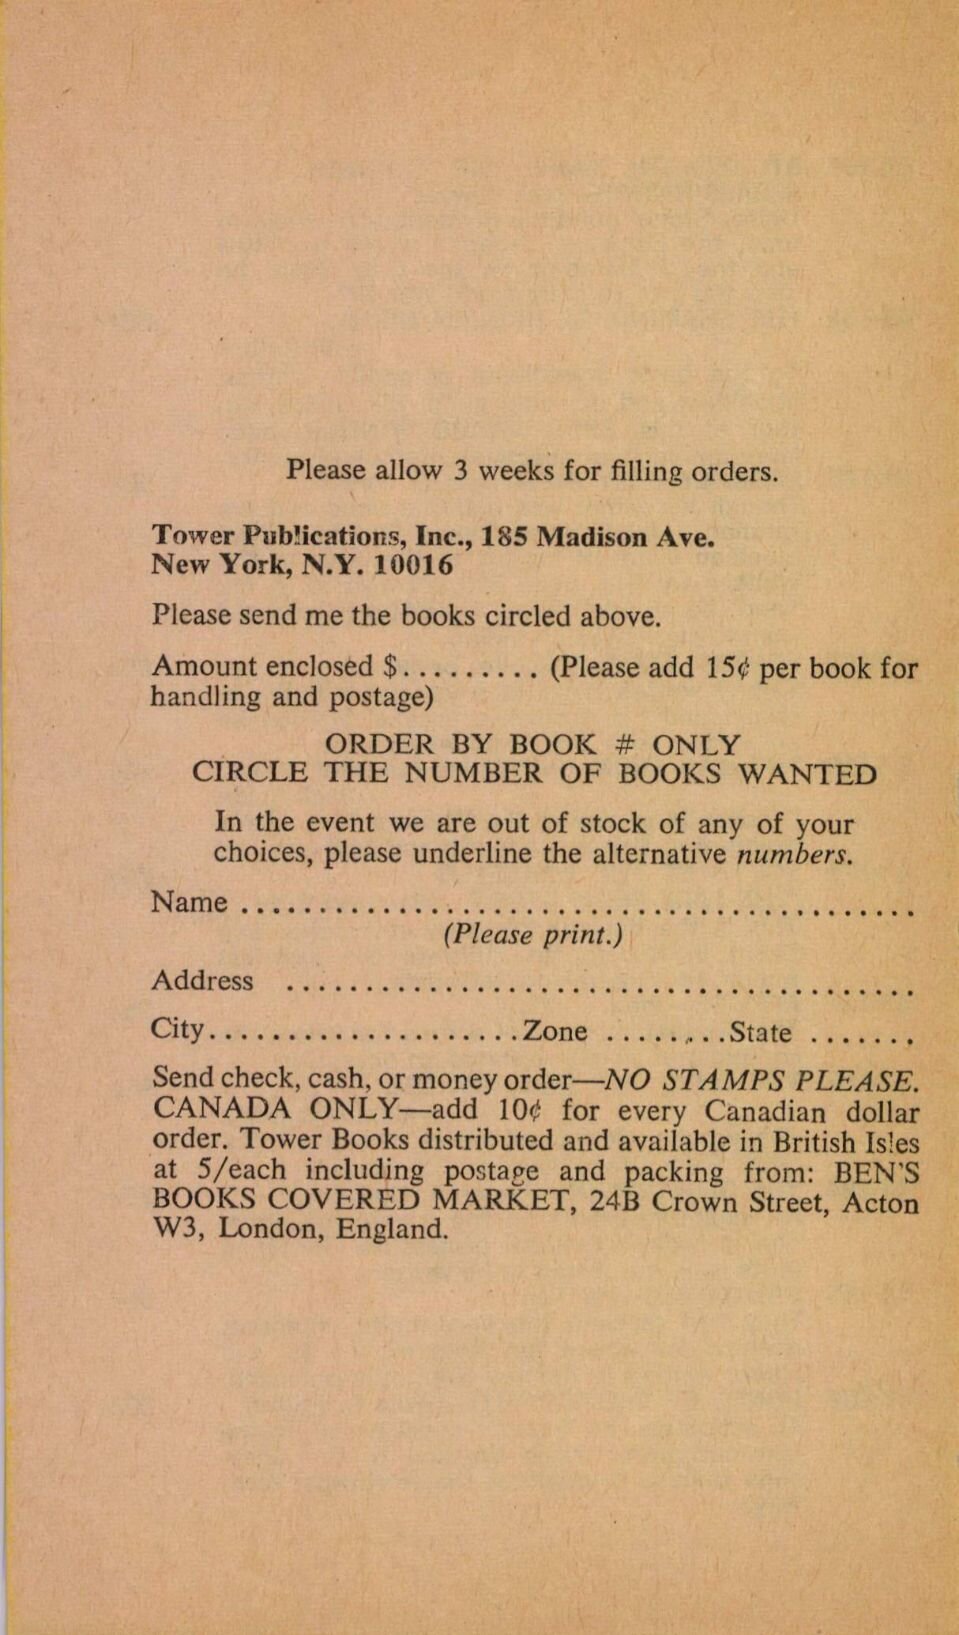 Please allow 3 weeks for filling orders.
Tower Publications, Inc., 185 Madison Ave.
New York, N.Y. 10016
Please send me the books circled above.
Amount enclosed $.......... (Please add 15¢ per book for
handling and postage)
ORDER BY BOOK # ONLY
CIRCLE THE NUMBER OF BOOKS WANTED
In the event we are out of stock of any of your
choices, please underline the alternative numbers.
Name ...........................................
(Please print.)
Address ........................................
City....................Zone ........State .......
Send check, cash, or money order—NO STAMPS PLEASE.
CANADA ONLY—add 10¢ for every Canadian dollar
order. Tower Books distributed and available in British Isles
at 5/each including postage and packing from: BEN'S
BOOKS COVERED MARKET, 24B Crown Street, Acton
W3, London, England.